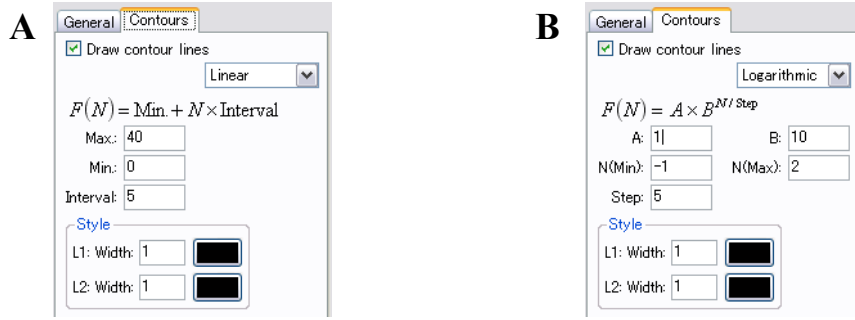 A
General Contours
Draw contour lines
Linear
F(N) = Min. + N × Interval
Max.: 40
Min.: 0
Interval: 5
Style
L1: Width: 1
L2: Width: 1
B
General Contours
Draw contour lines
Logarithmic
F(N) = A × B^{N/Step}
A: 1 B: 10
N(Min): -1 N(Max): 2
Step: 5
Style
L1: Width: 1
L2: Width: 1